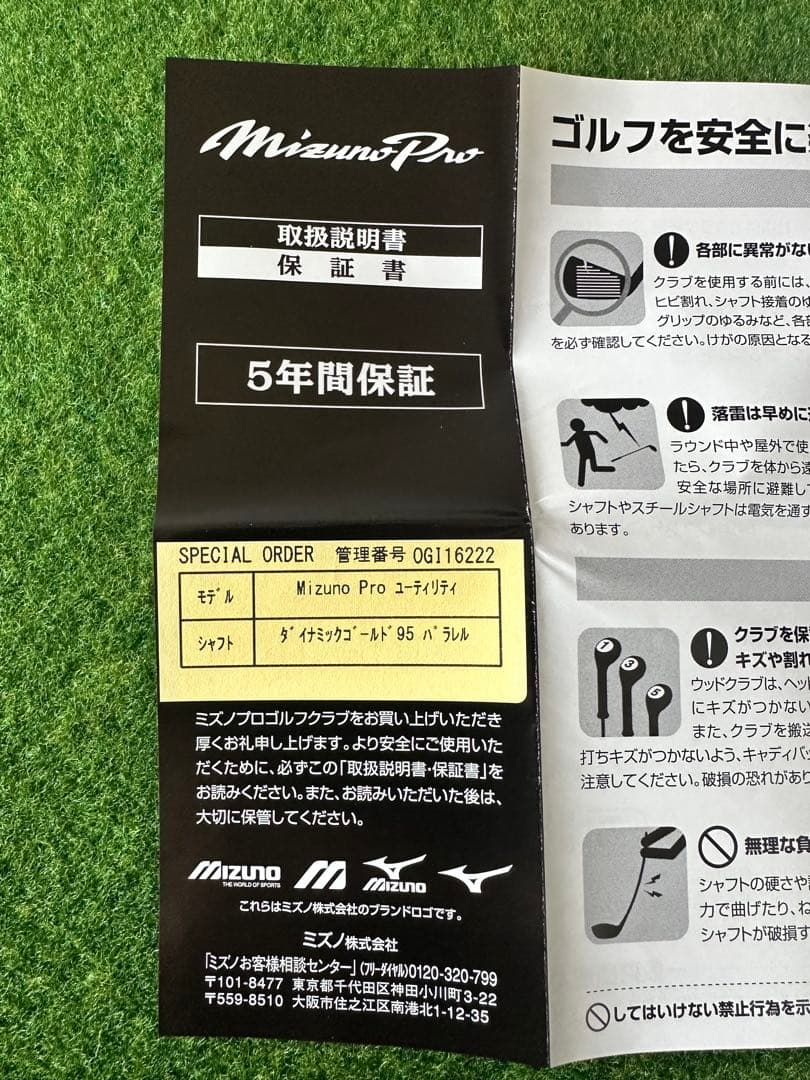 Mizuno Pro
取扱説明書
保証書
5年間保証
SPECIAL ORDER 管理番号 OGI16222
ﾓﾃﾞﾙ Mizuno Pro ﾕｰﾃｨﾘﾃｨ
ｼｬﾌﾄ ﾀﾞｲﾅﾐｯｸｺﾞｰﾙﾄﾞ95 ﾊﾟﾗﾚﾙ
ミズノプロゴルフクラブをお買い上げいただき
厚くお礼申し上げます。より安全にご使用いた
だくために、必ずこの「取扱説明書・保証書」を
お読みください。また、お読みいただいた後は、
大切に保管してください。
MIZUNO
THE WORLD OF SPORTS
M
MIZUNO
これらはミズノ株式会社のブランドロゴです。
ミズノ株式会社
「ミズノお客様相談センター」(フリーダイヤル)0120-320-799
〒101-8477 東京都千代田区神田小川町3-22
〒559-8510 大阪市住之江区南港北1-12-35
ゴルフを安全に
各部に異常がない
クラブを使用する前には、
ヒビ割れ、シャフト接着のゆ
グリップのゆるみなど、各部
を必ず確認してください。けがの原因となる
落雷は早めに
ラウンド中や屋外で使
たら、クラブを体から遠
安全な場所に避難して
シャフトやスチールシャフトは電気を通す
あります。
1 3 5
クラブを保
キズや割れ
ウッドクラブは、ヘッド
にキズがつかない
また、クラブを搬送
打ちキズがつかないよう、キャディバッ
注意してください。破損の恐れがあり
無理な負
シャフトの硬さや
力で曲げたり、ね
シャフトが破損す
してはいけない禁止行為を示